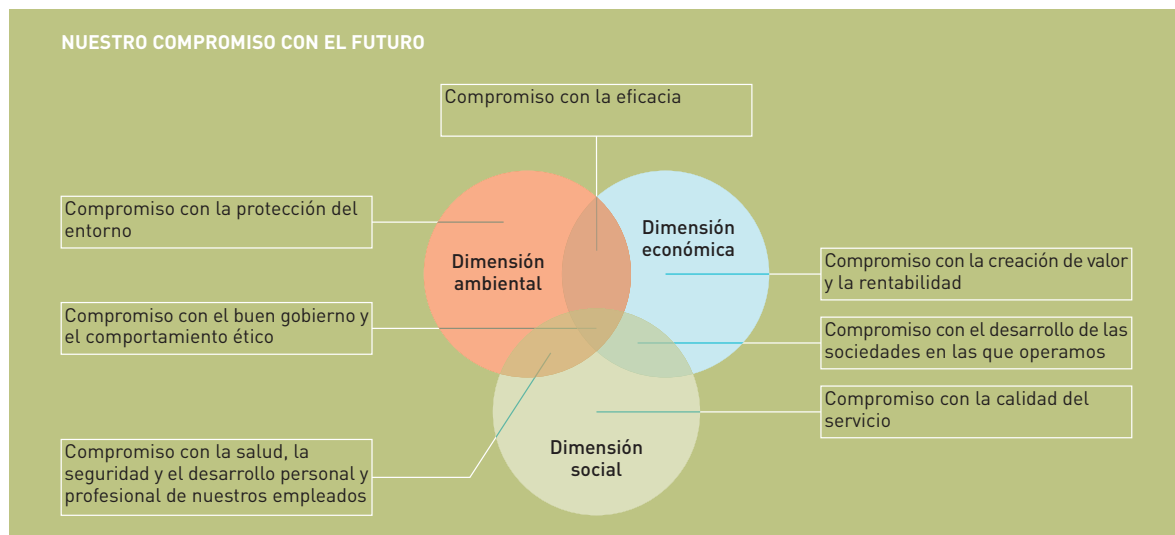 NUESTRO COMPROMISO CON EL FUTURO
Compromiso con la eficacia
Compromiso con la protección del
entorno
Compromiso con el buen gobierno y
el comportamiento ético
Compromiso con la salud, la
seguridad y el desarrollo personal y
profesional de nuestros empleados
Dimensión
ambiental
Dimensión
económica
Dimensión
social
Compromiso con la creación de valor
y la rentabilidad
Compromiso con el desarrollo de las
sociedades en las que operamos
Compromiso con la calidad del
servicio